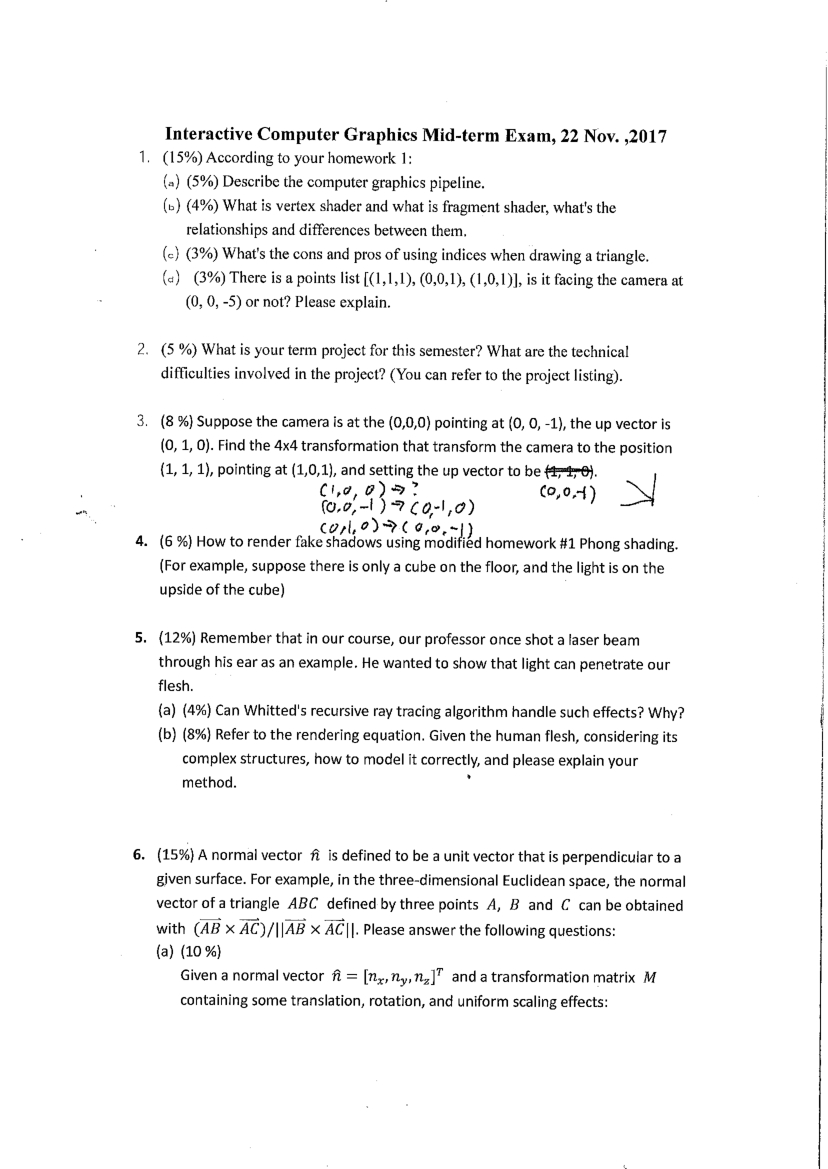 Interactive Computer Graphics Mid-term Exam, 22 Nov. ,2017
1. (15%) According to your homework 1:
(a) (5%) Describe the computer graphics pipeline.
(b) (4%) What is vertex shader and what is fragment shader, what's the
relationships and differences between them.
(c) (3%) What's the cons and pros of using indices when drawing a triangle.
(d) (3%) There is a points list [(1,1,1), (0,0,1), (1,0,1)], is it facing the camera at
(0, 0, -5) or not? Please explain.
2. (5 %) What is your term project for this semester? What are the technical
difficulties involved in the project? (You can refer to the project listing).
3. (8 %) Suppose the camera is at the (0,0,0) pointing at (0, 0, -1), the up vector is
(0, 1, 0). Find the 4x4 transformation that transform the camera to the position
(1, 1, 1), pointing at (1,0,1), and setting the up vector to be (1, 1, 0).
(1,0,0) → ?
(0,0,-1)
(0,0,-1) → (0,-1,0)
(0,1,0) → (0,0,-1)
4. (6 %) How to render fake shadows using modified homework #1 Phong shading.
(For example, suppose there is only a cube on the floor, and the light is on the
upside of the cube)
5. (12%) Remember that in our course, our professor once shot a laser beam
through his ear as an example. He wanted to show that light can penetrate our
flesh.
(a) (4%) Can Whitted's recursive ray tracing algorithm handle such effects? Why?
(b) (8%) Refer to the rendering equation. Given the human flesh, considering its
complex structures, how to model it correctly, and please explain your
method.
6. (15%) A normal vector n̂ is defined to be a unit vector that is perpendicular to a
given surface. For example, in the three-dimensional Euclidean space, the normal
vector of a triangle ABC defined by three points A, B and C can be obtained
with (AB⃗ × AC⃗)/||AB⃗ × AC⃗||. Please answer the following questions:
(a) (10 %)
Given a normal vector n̂ = [nₓ, n_y, n_z]ᵀ and a transformation matrix M
containing some translation, rotation, and uniform scaling effects: